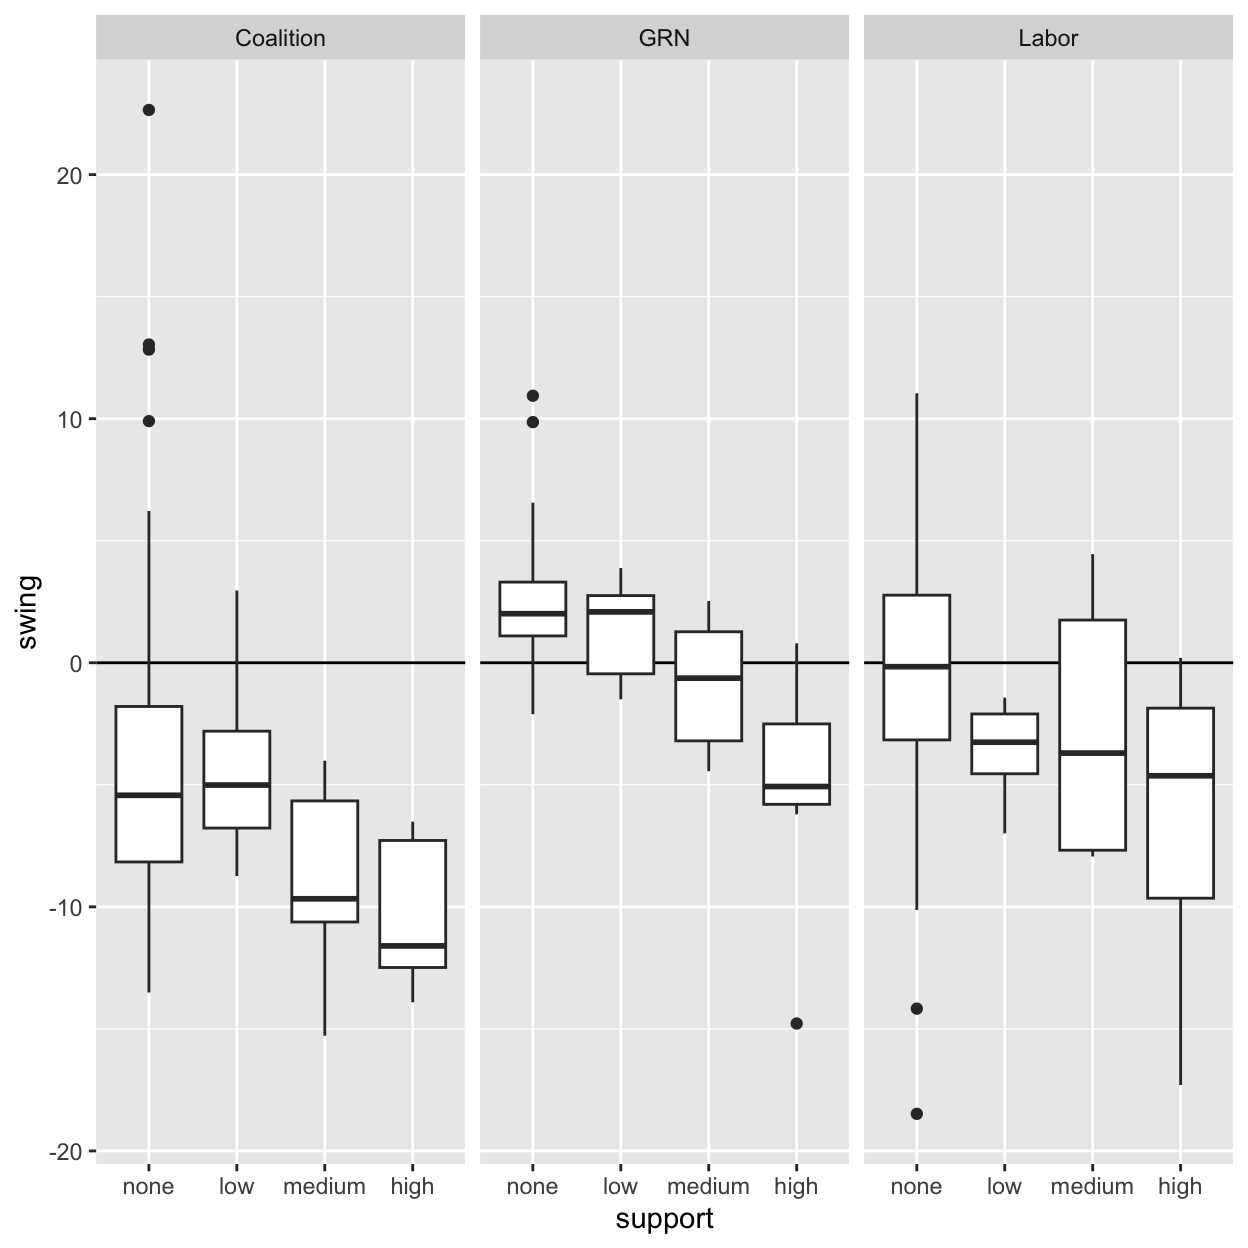 Coalition GRN Labor
20
10
0
-10
-20
swing
none low medium high none low medium high none low medium high
support